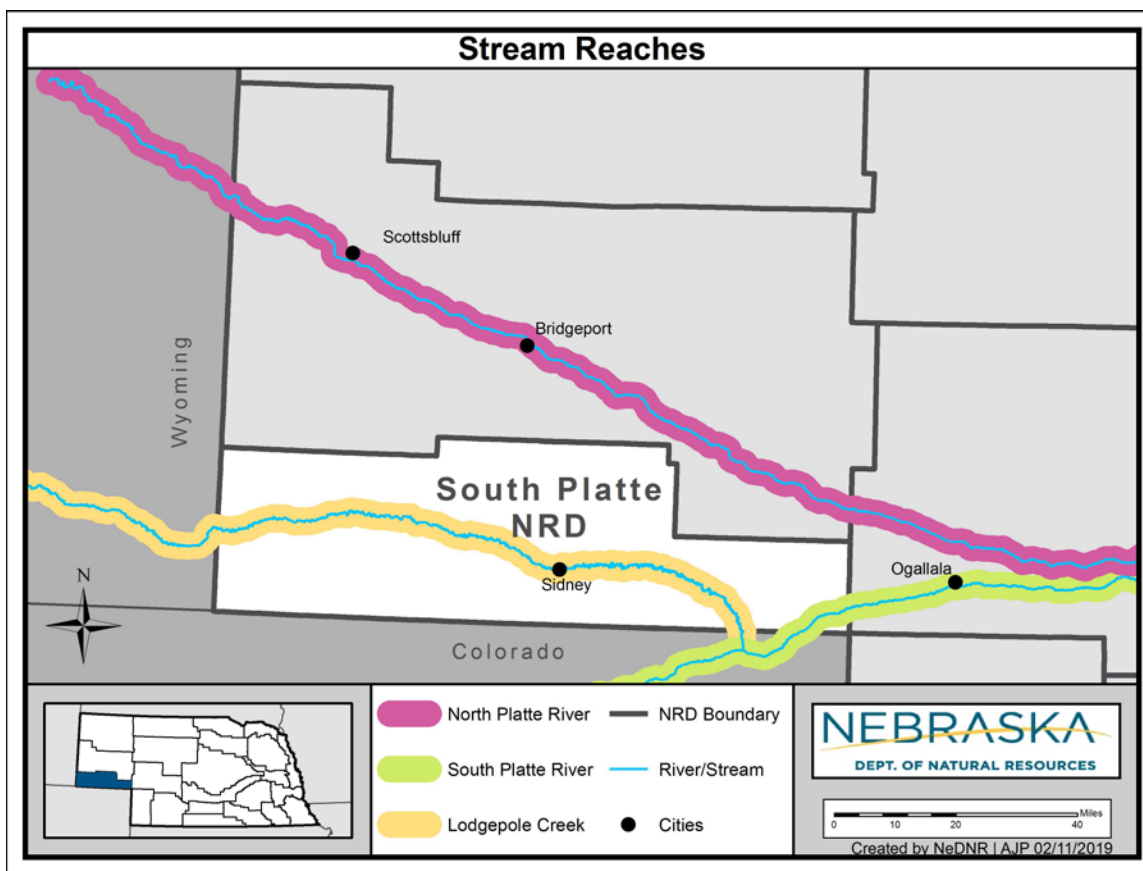 Stream Reaches
Scottsbluff
Bridgeport
Wyoming
South Platte
NRD
Ogallala
Sidney
N
Colorado
North Platte River
NRD Boundary
South Platte River
River/Stream
Lodgepole Creek
Cities
NEBRASKA
DEPT. OF NATURAL RESOURCES
Miles
0 10 20 40
Created by NeDNR | AJP 02/11/2019